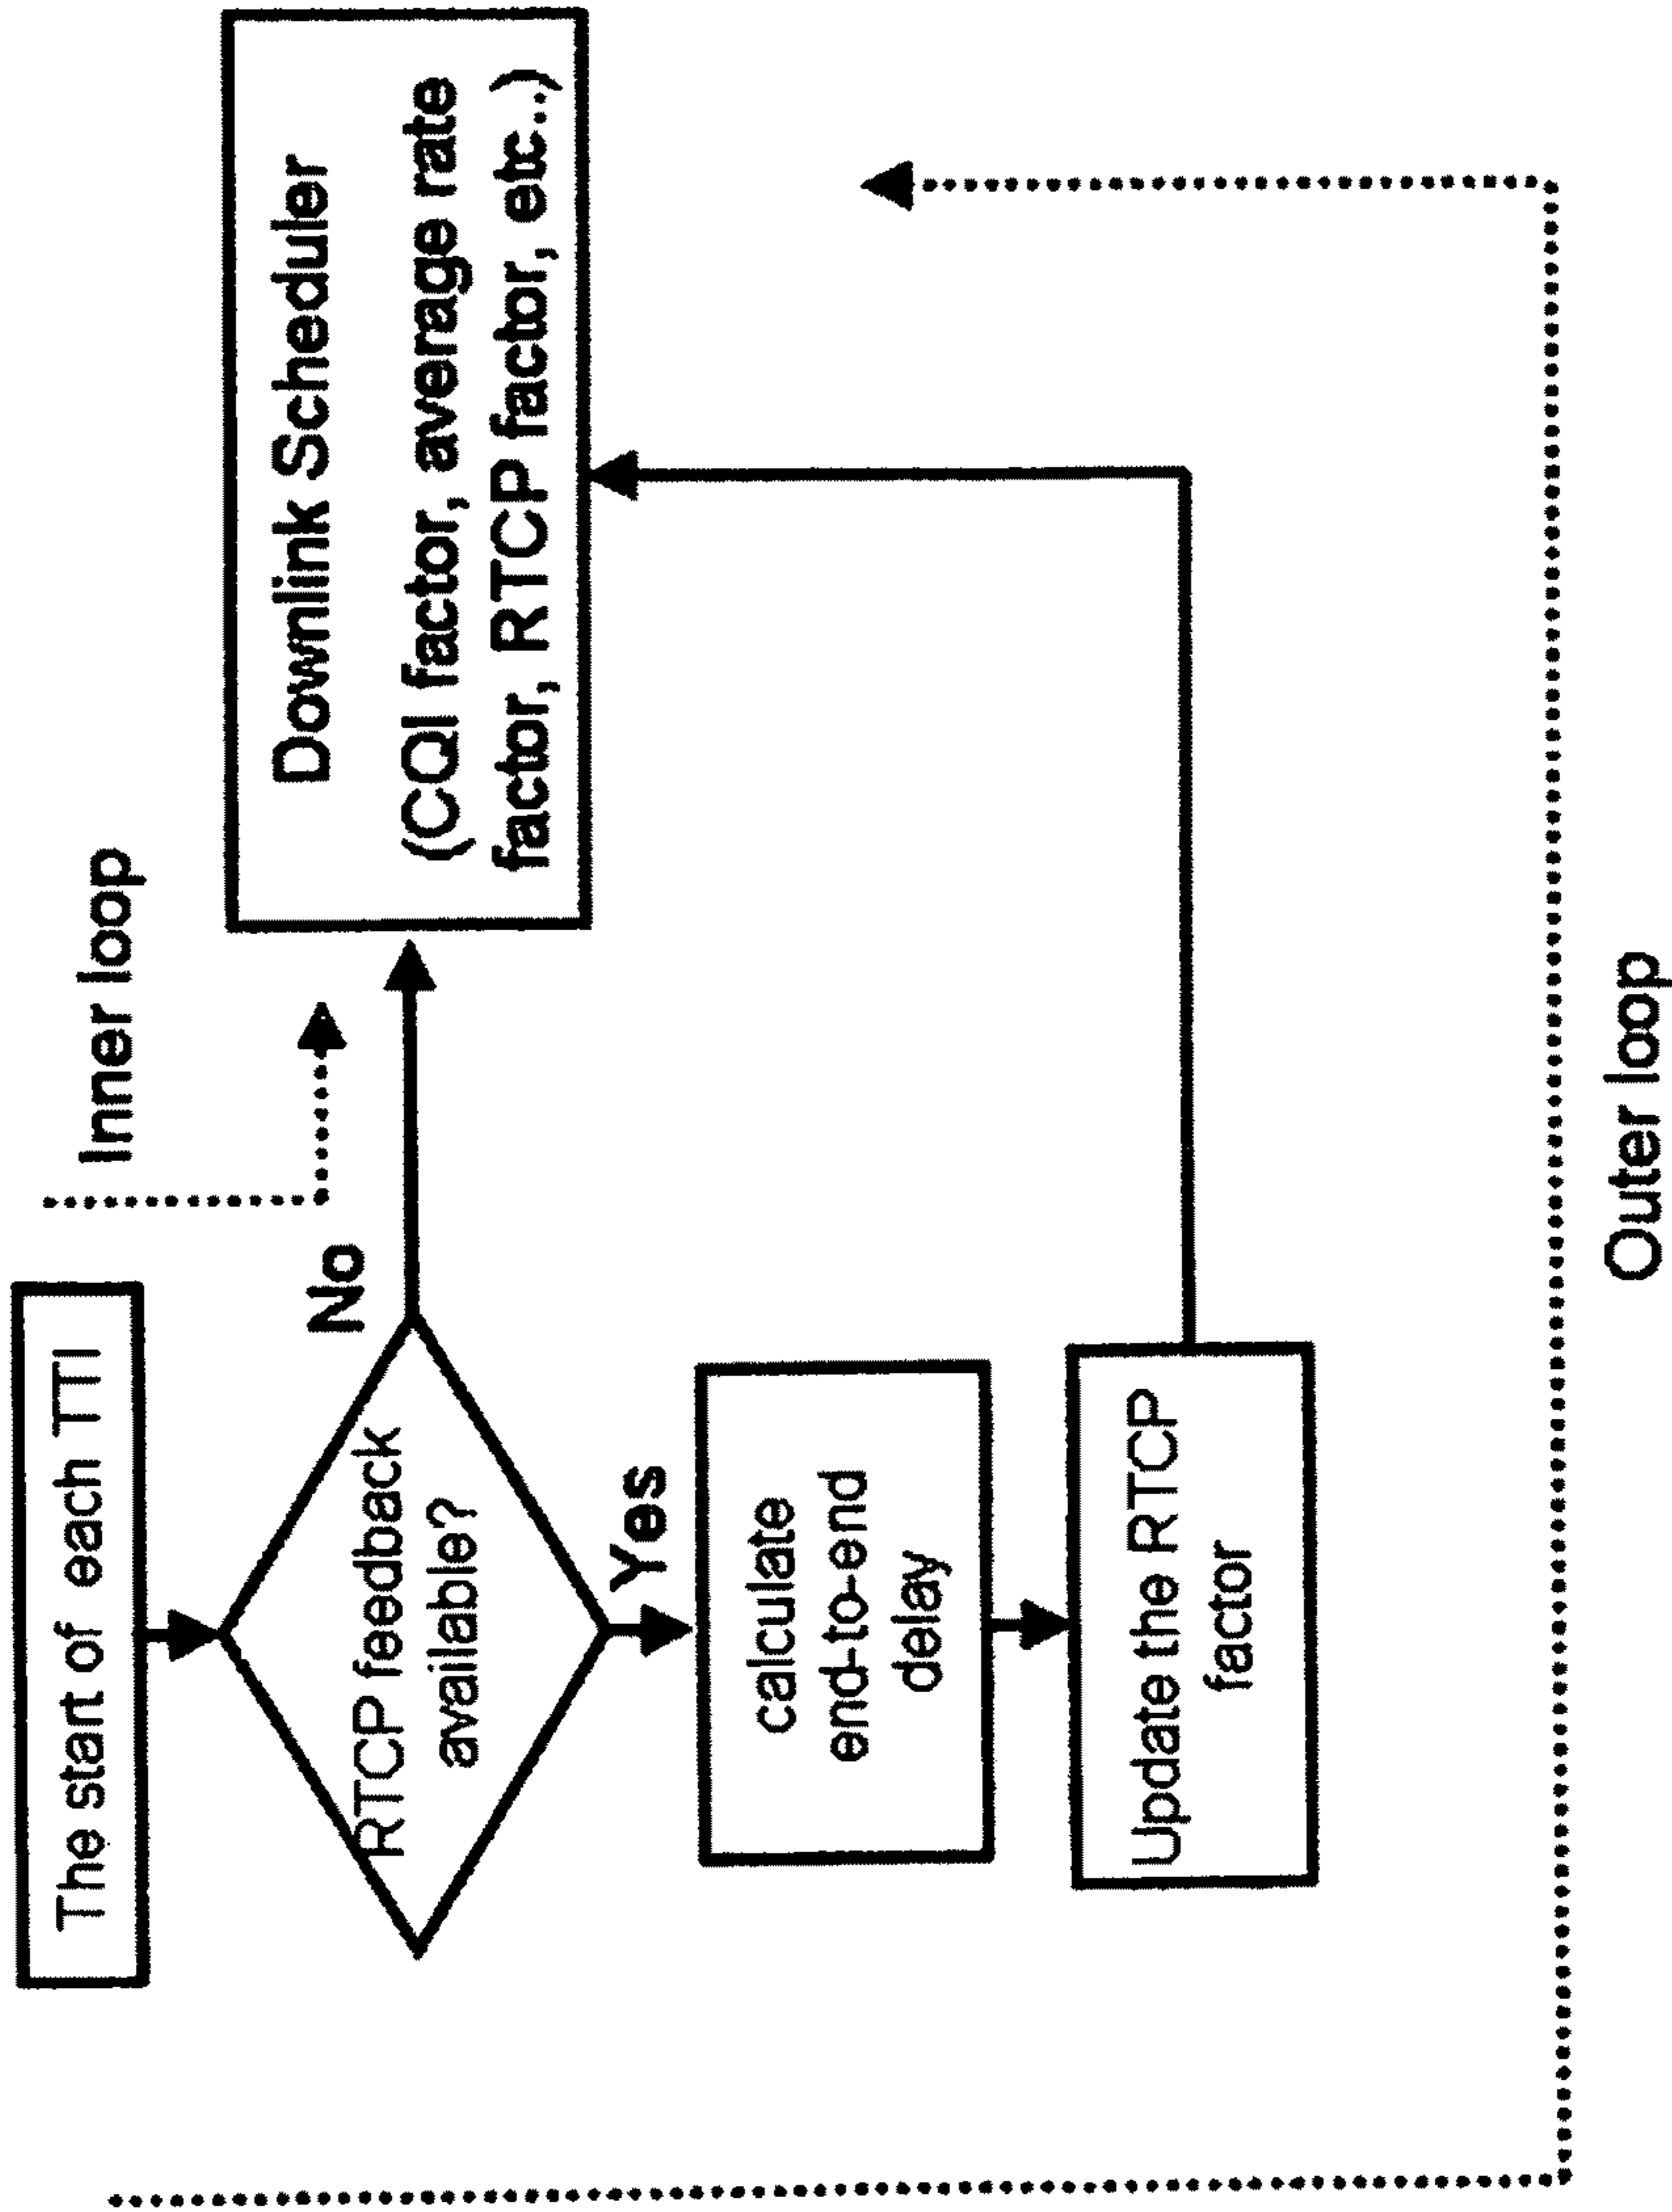 The start of each TTI
Inner loop
RTCP feedback
available?
No
Yes
Downlink Scheduler
(CQI factor, average rate
factor, RTCP factor, etc..)
calculate
end-to-end
delay
Update the RTCP
factor
Outer loop